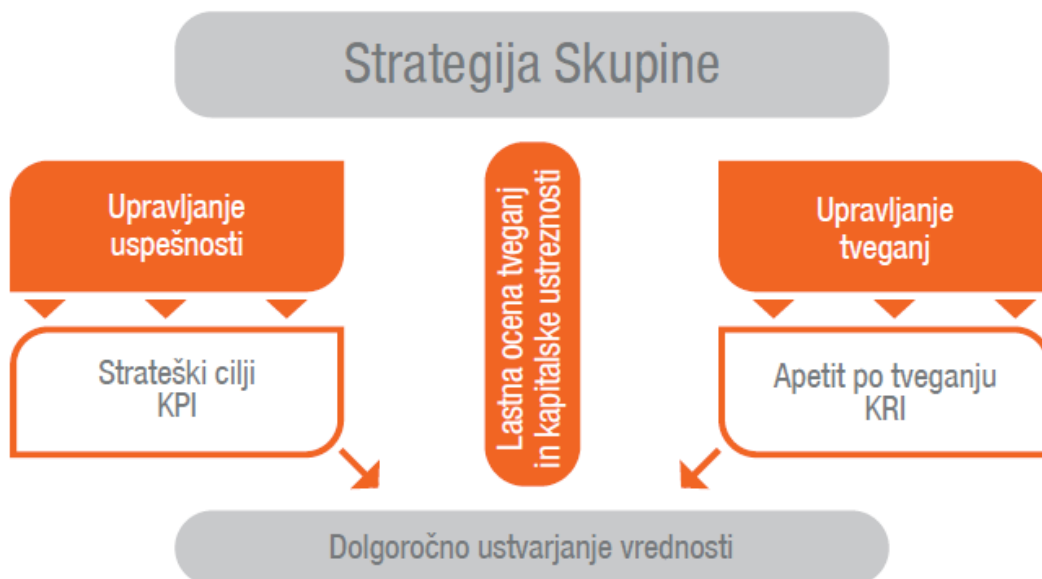 Strategija Skupine
Upravljanje
uspešnosti
Strateški cilji
KPI
Lastna ocena tveganj
in kapitalske ustreznosti
Upravljanje
tveganj
Apetit po tveganju
KRI
Dolgoročno ustvarjanje vrednosti